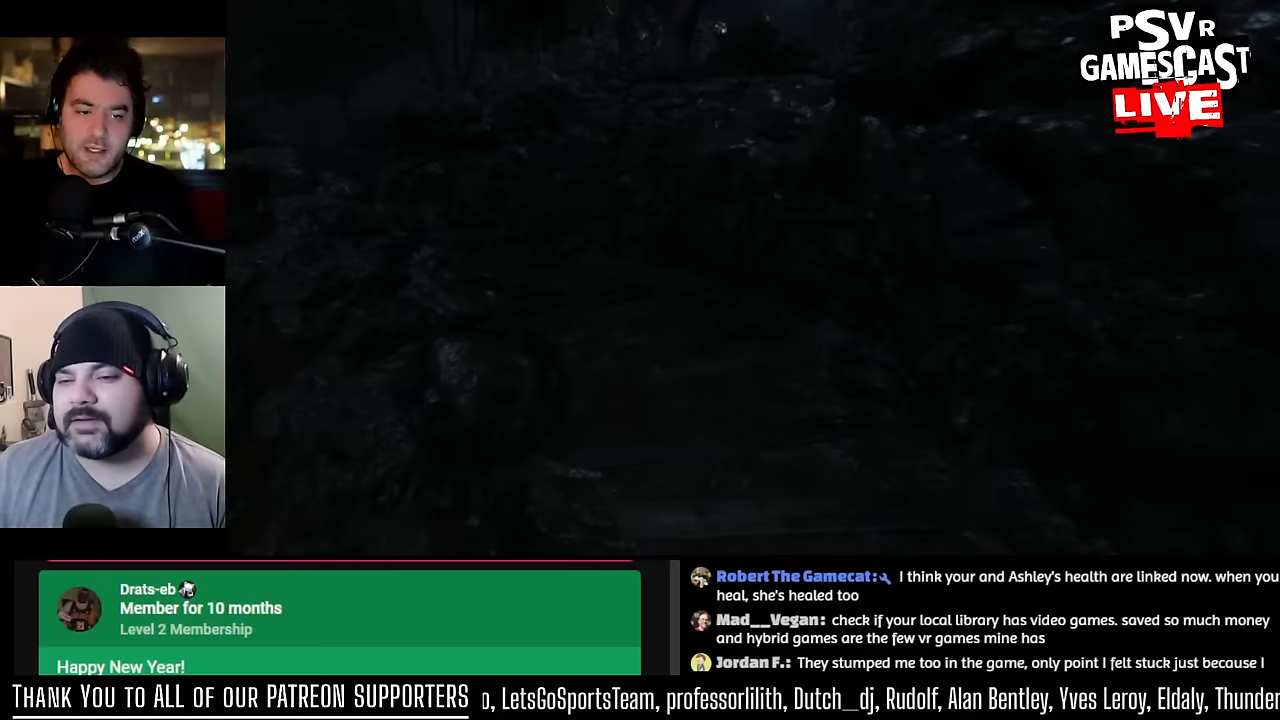 PSVR
GAMESCAST
LIVE
Drats-eb
Member for 10 months
Level 2 Membership
Happy New Year!
Robert The Gamecat: I think your and Ashley's health are linked now. when you
heal, she's healed too
Mad__Vegan: check if your local library has video games. saved so much money
and hybrid games are the few vr games mine has
Jordan F.: They stumped me too in the game, only point I felt stuck just because I
THANK YOU TO ALL OF OUR PATREON SUPPORTERS
LetsGoSportsTeam, professorlilith, Dutch__dj, Rudolf, Alan Bentley, Yves Leroy, Eldaly, Thunder